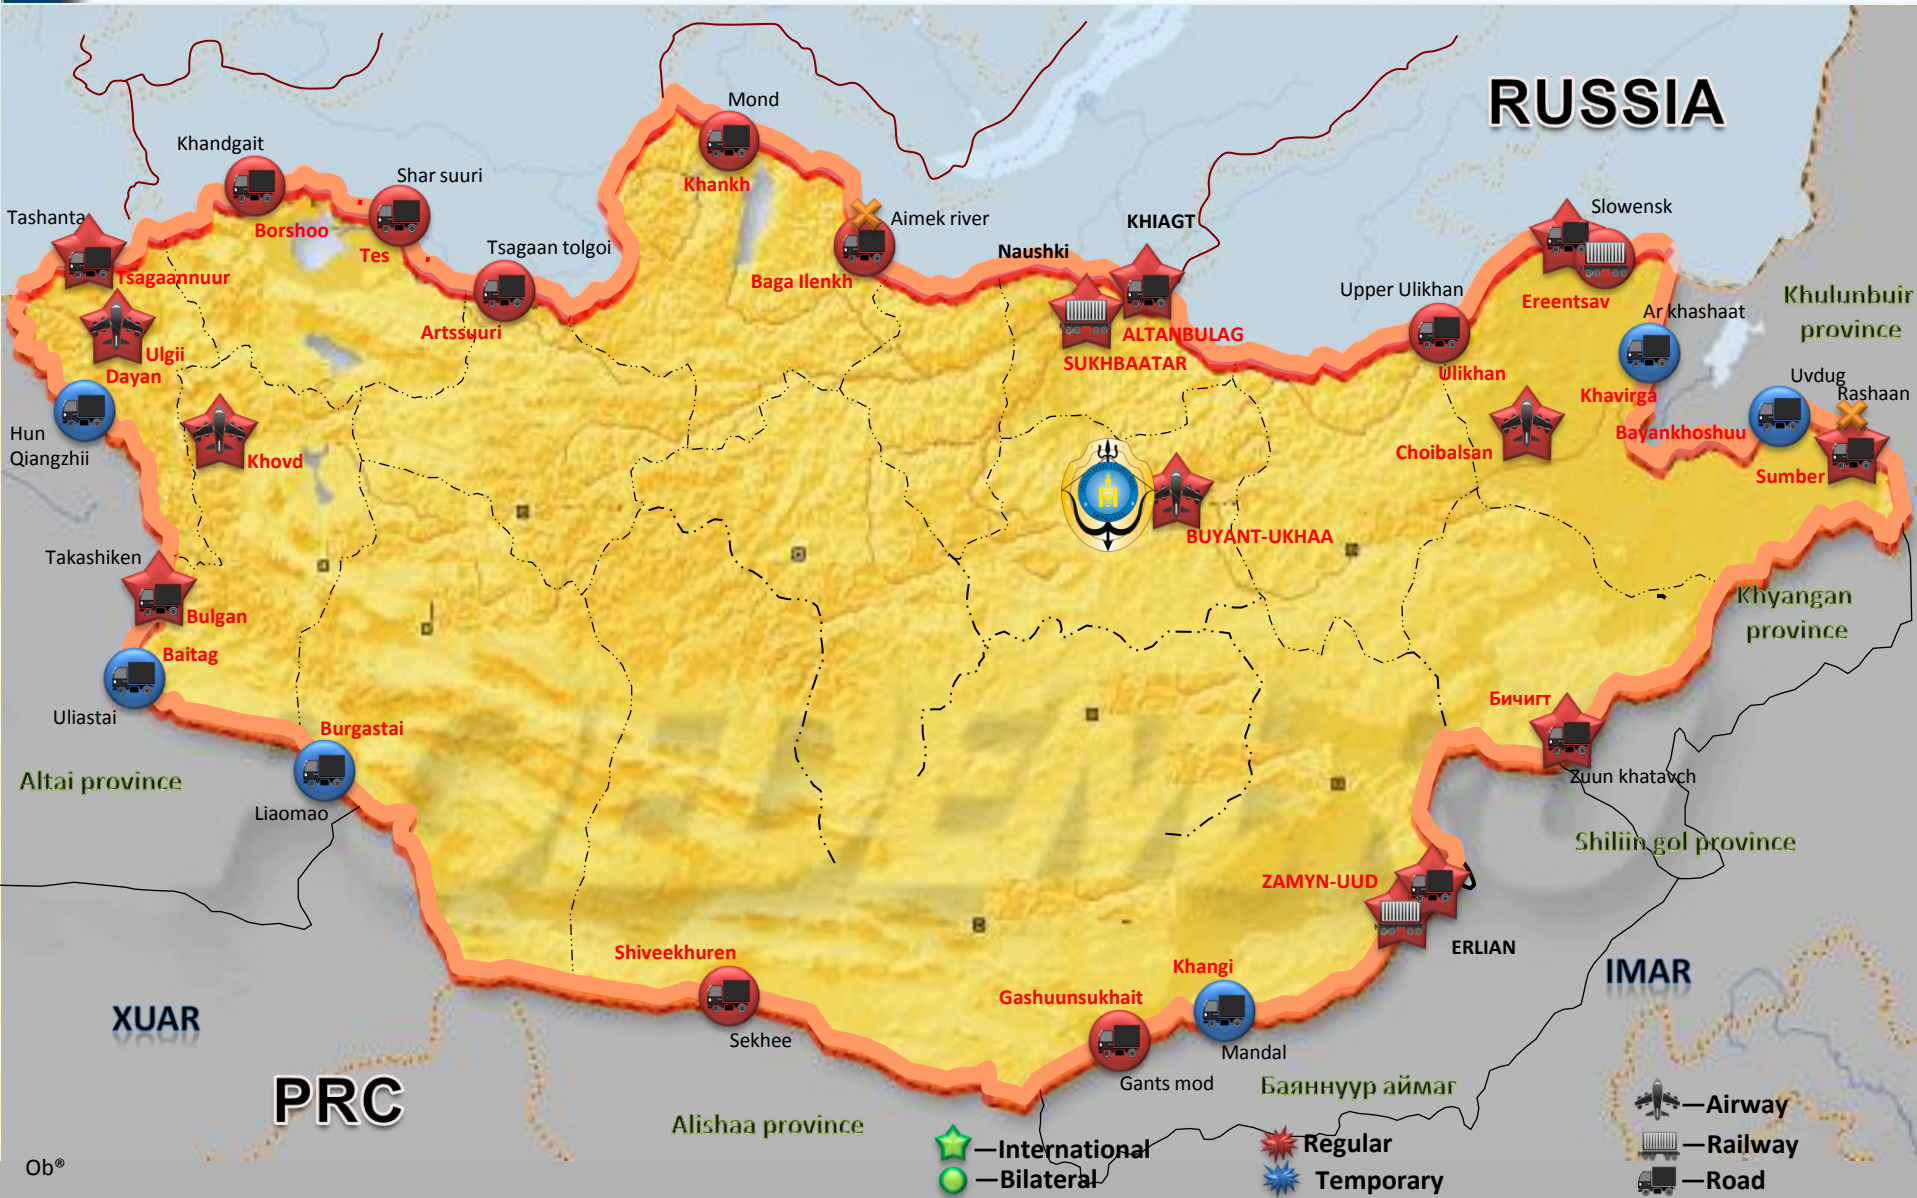 RUSSIA
Mond
Khandgait
Shar suuri
Khankh
Tashanta
Borshoo
Tes
Tsagaan tolgoi
Aimek river
KHIAGT
Naushki
Slowensk
Tsagaannuur
Baga Ilenkh
Upper Ulikhan
Ereentsav
Khulunbuir
province
Ar khashaat
Artssuuri
ALTANBULAG
SUKHBAATAR
Ulgii
Dayan
Ulikhan
Uvdug
Rashaan
Khavirga
Hun
Qiangzhii
Khovd
Choibalsan
Bayankhoshuu
Sumber
BUYANT-UKHAA
Takashiken
Bulgan
Khyangan
province
Baitag
Uliastai
Бичигт
Burgastai
Altai province
Zuun khatavch
Liaomao
Shiliin gol province
ZAMYN-UUD
ERLIAN
Shiveekhuren
Khangi
IMAR
Gashuunsukhait
XUAR
Sekhee
Mandal
Gants mod
PRC
Баяннуур аймаг
Alishaa province
—Airway
—International
Regular
—Railway
Ob®
—Bilateral
Temporary
—Road